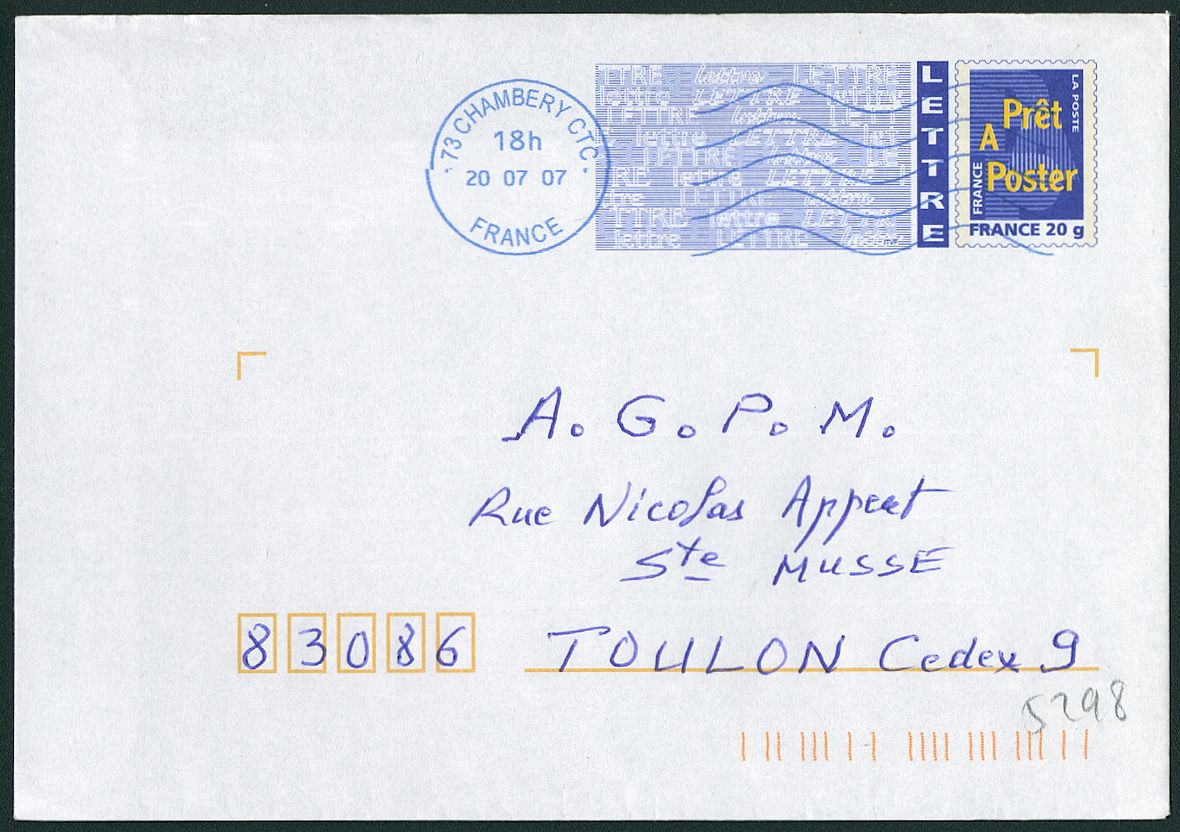 73 CHAMBERY CTC
18h
20 07 07
FRANCE
LETTRE
LA POSTE
Prêt
A
Poster
FRANCE
FRANCE 20 g
A. G. P. M.
Rue Nicolas Appert
Ste MUSSE
83086 TOULON Cedex 9
5298